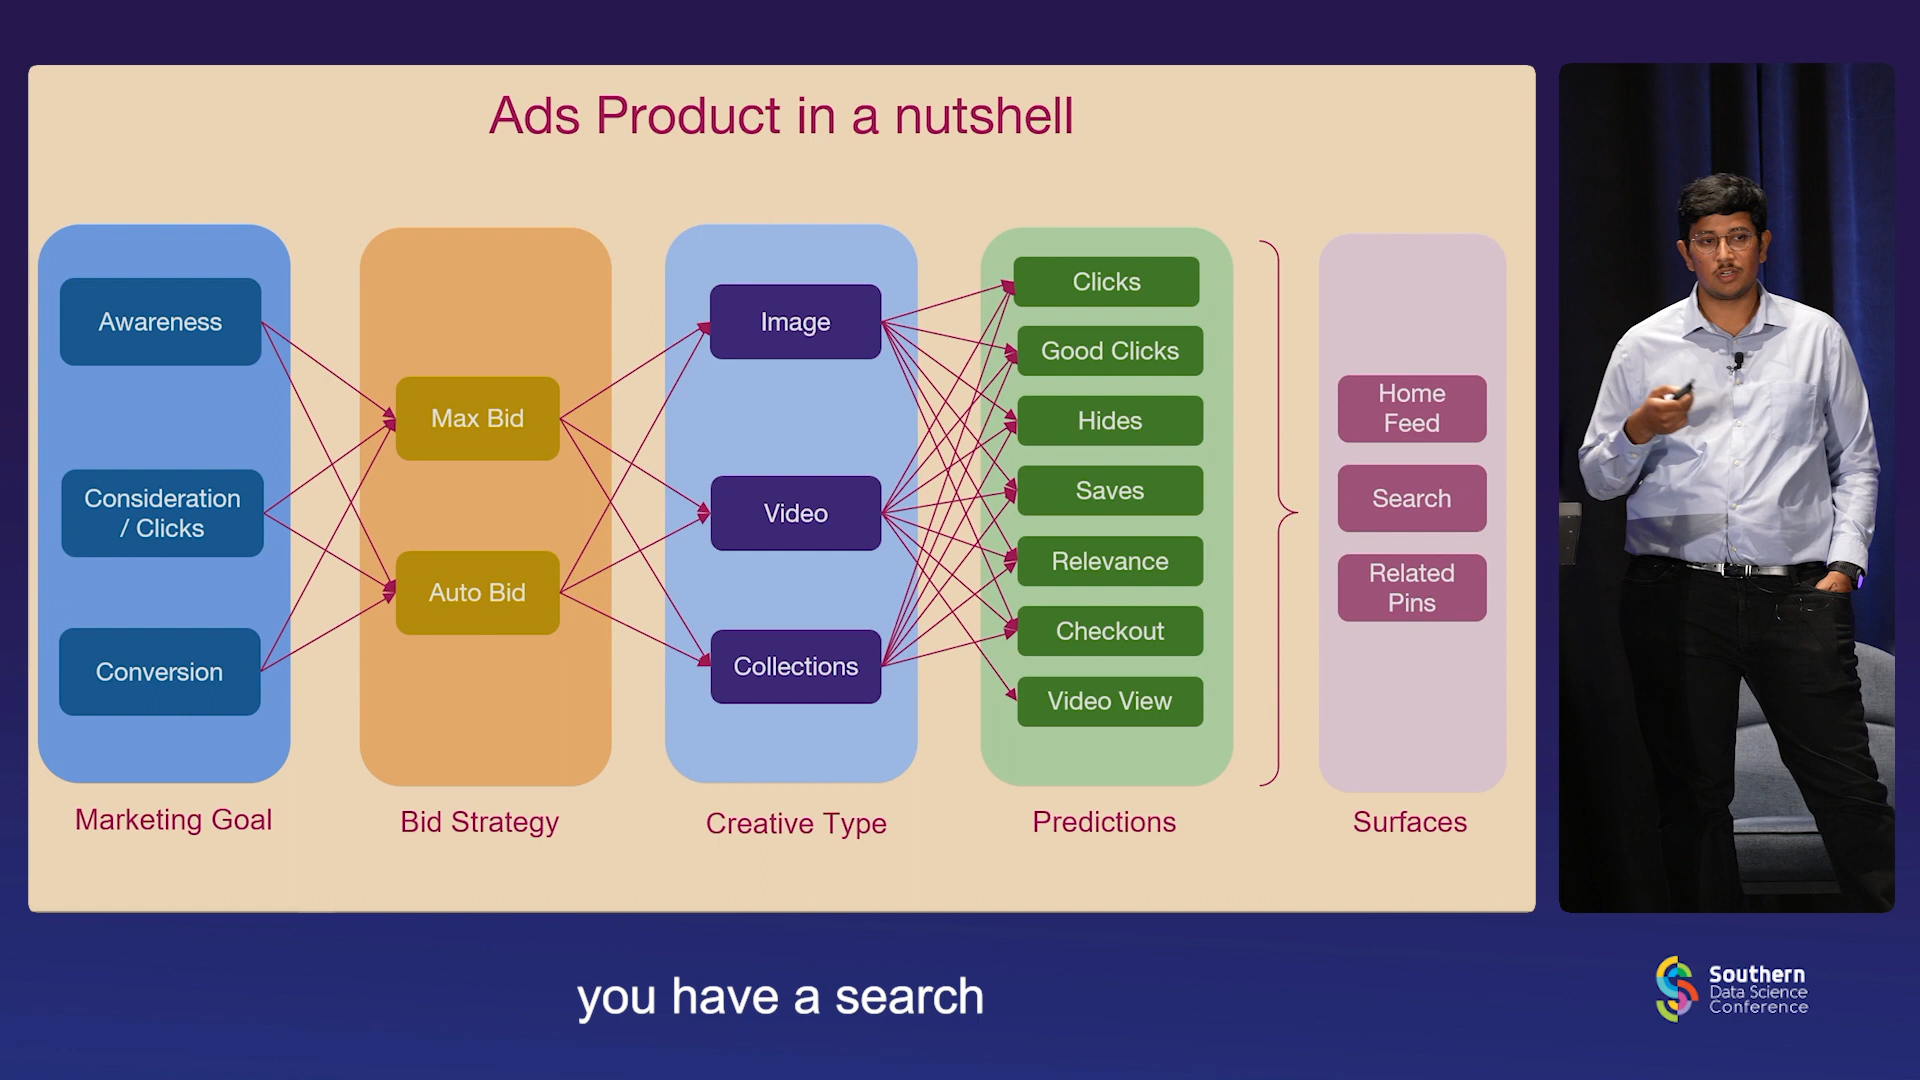 Ads Product in a nutshell
Awareness
Consideration
/ Clicks
Conversion
Marketing Goal
Max Bid
Auto Bid
Bid Strategy
Image
Video
Collections
Creative Type
Clicks
Good Clicks
Hides
Saves
Relevance
Checkout
Video View
Predictions
Home
Feed
Search
Related
Pins
Surfaces
you have a search
Southern
Data Science
Conference